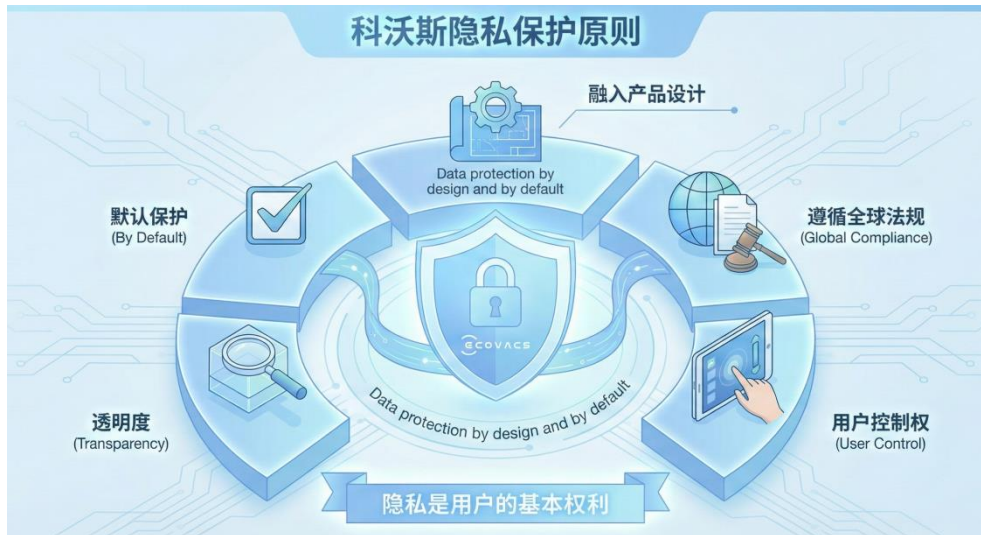 科沃斯隐私保护原则
融入产品设计
Data protection by
design and by default
默认保护
(By Default)
遵循全球法规
(Global Compliance)
ECOVACS
Data protection by design and by default
透明度
(Transparency)
用户控制权
(User Control)
隐私是用户的基本权利